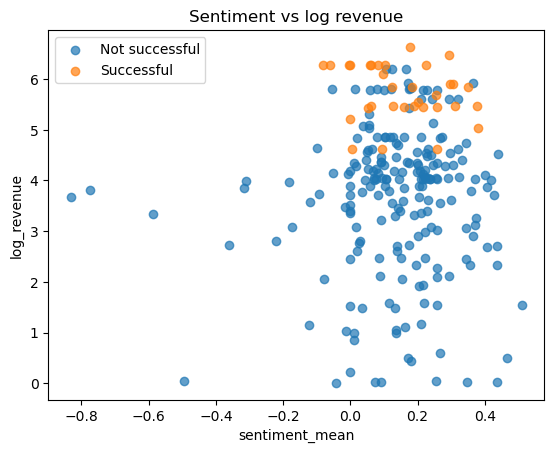 Sentiment vs log revenue
Not successful
Successful
6
5
4
3
2
1
0
log_revenue
−0.8 −0.6 −0.4 −0.2 0.0 0.2 0.4
sentiment_mean